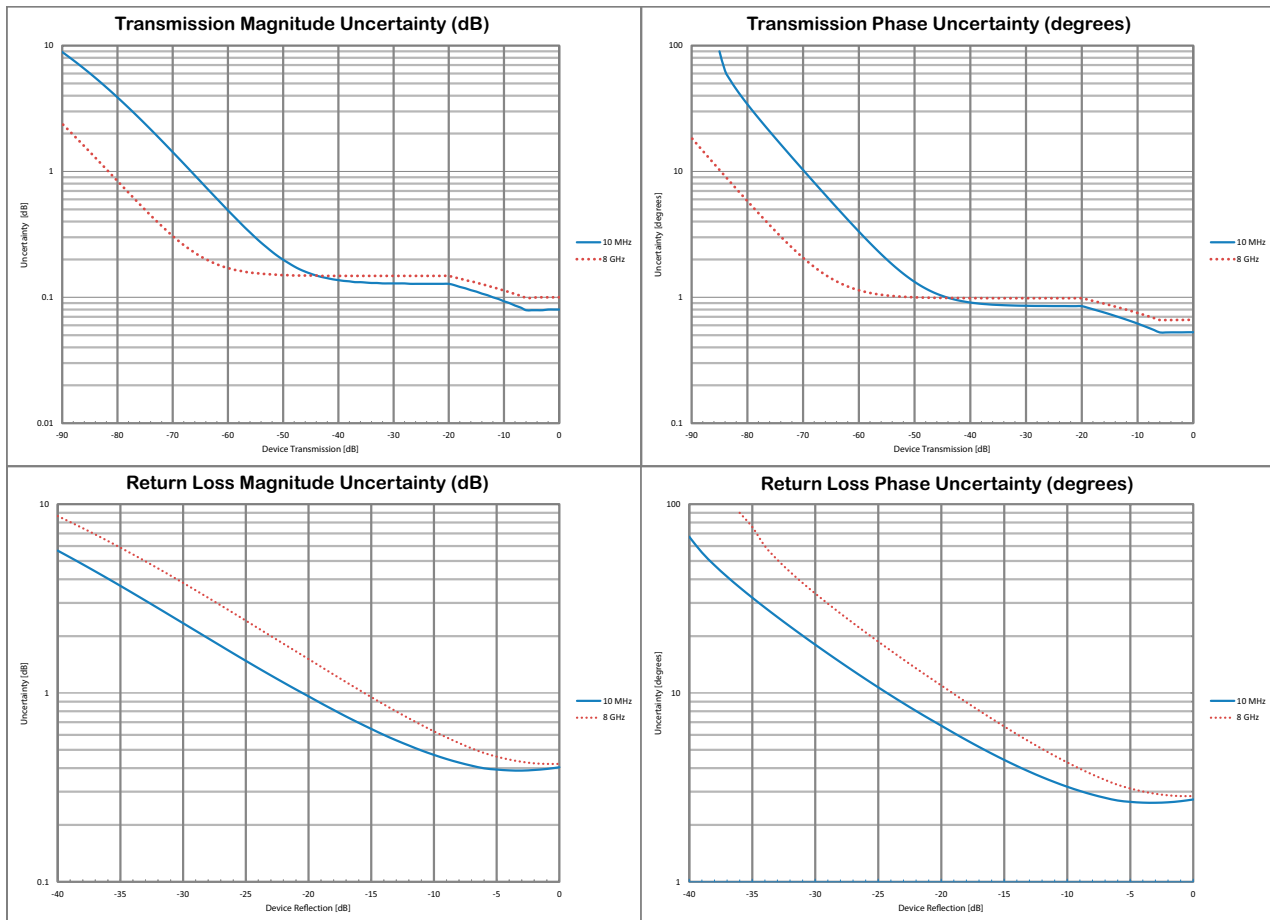 Transmission Magnitude Uncertainty (dB)
10
1
0.1
0.01
Uncertainty [dB]
-90 -80 -70 -60 -50 -40 -30 -20 -10 0
Device Transmission [dB]
10 MHz
8 GHz
Transmission Phase Uncertainty (degrees)
100
10
1
0.1
Uncertainty [degrees]
-90 -80 -70 -60 -50 -40 -30 -20 -10 0
Device Transmission [dB]
10 MHz
8 GHz
Return Loss Magnitude Uncertainty (dB)
10
1
0.1
Uncertainty [dB]
-40 -35 -30 -25 -20 -15 -10 -5 0
Device Reflection [dB]
10 MHz
8 GHz
Return Loss Phase Uncertainty (degrees)
100
10
1
Uncertainty [degrees]
-40 -35 -30 -25 -20 -15 -10 -5 0
Device Reflection [dB]
10 MHz
8 GHz